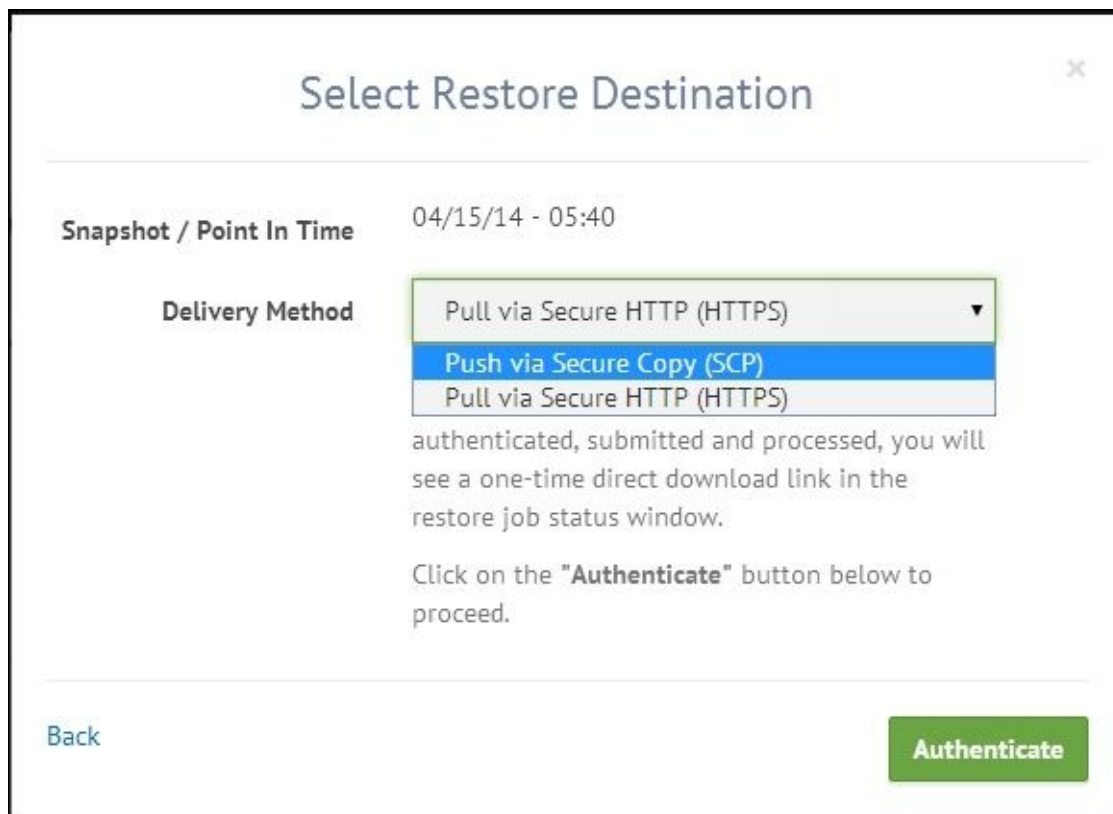 Select Restore Destination
×
Snapshot / Point In Time
04/15/14 - 05:40
Delivery Method
Pull via Secure HTTP (HTTPS)
Push via Secure Copy (SCP)
Pull via Secure HTTP (HTTPS)
authenticated, submitted and processed, you will
see a one-time direct download link in the
restore job status window.
Click on the "Authenticate" button below to
proceed.
Back
Authenticate